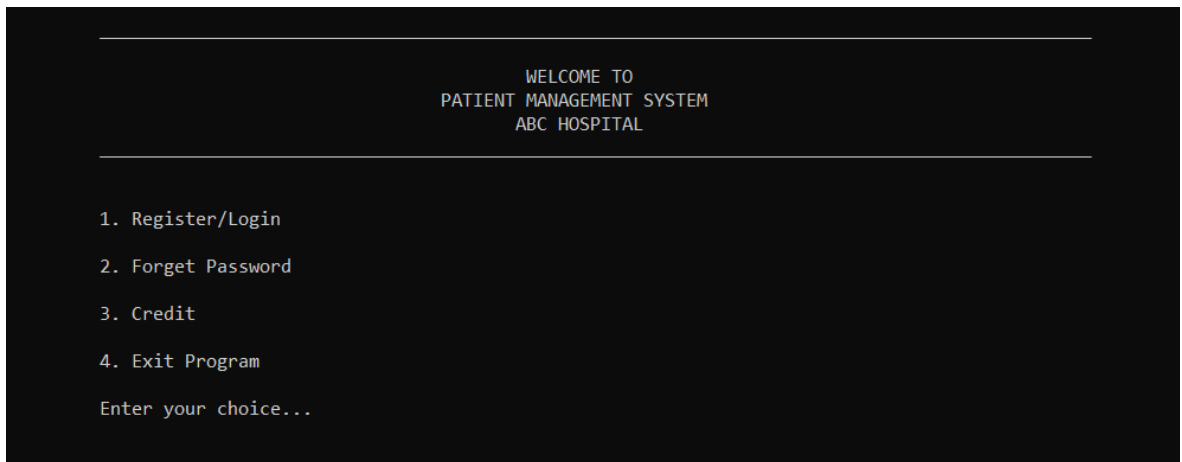 WELCOME TO
PATIENT MANAGEMENT SYSTEM
ABC HOSPITAL
1. Register/Login
2. Forget Password
3. Credit
4. Exit Program
Enter your choice...